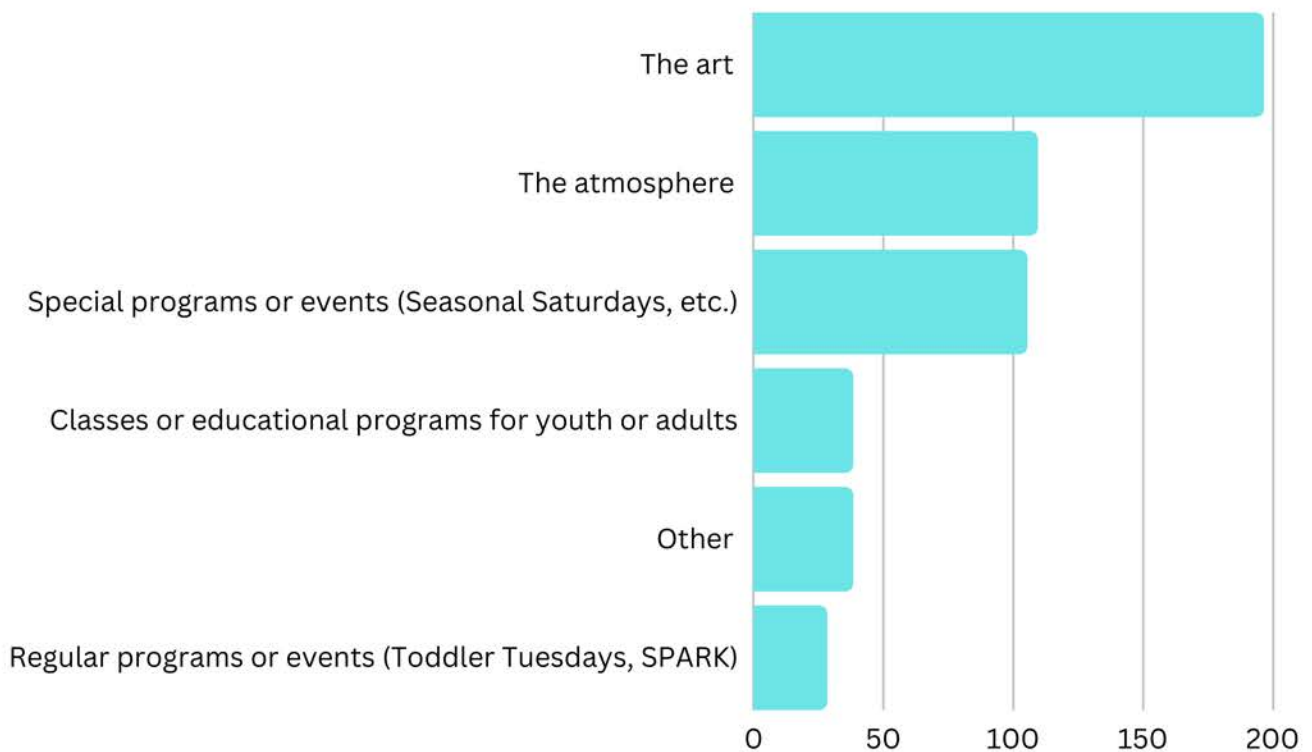 The art
The atmosphere
Special programs or events (Seasonal Saturdays, etc.)
Classes or educational programs for youth or adults
Other
Regular programs or events (Toddler Tuesdays, SPARK)
0 50 100 150 200